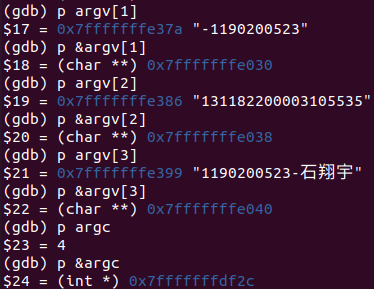 (gdb) p argv[1]
$17 = 0x7fffffffe37a "-1190200523"
(gdb) p &argv[1]
$18 = (char **) 0x7fffffffe030
(gdb) p argv[2]
$19 = 0x7fffffffe386 "131182200003105535"
(gdb) p &argv[2]
$20 = (char **) 0x7fffffffe038
(gdb) p argv[3]
$21 = 0x7fffffffe399 "1190200523-石翔宇"
(gdb) p &argv[3]
$22 = (char **) 0x7fffffffe040
(gdb) p argc
$23 = 4
(gdb) p &argc
$24 = (int *) 0x7fffffffdf2c